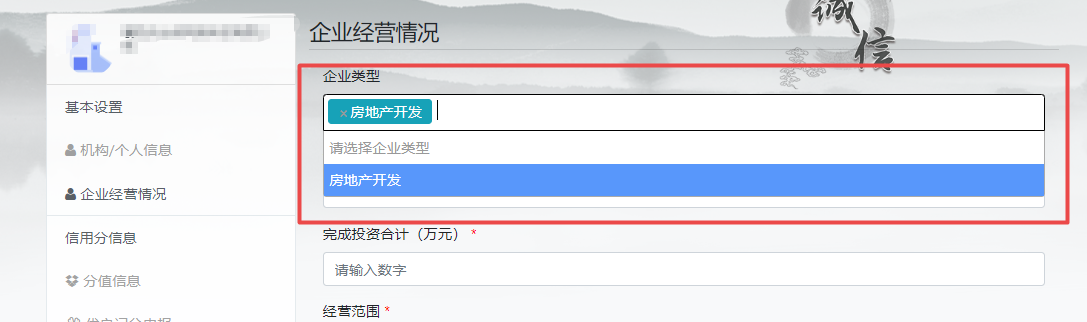 诚信
企业经营情况
基本设置
机构/个人信息
企业经营情况
信用分信息
分值信息
企业类型
×房地产开发
请选择企业类型
房地产开发
完成投资合计（万元） *
请输入数字
经营范围 *